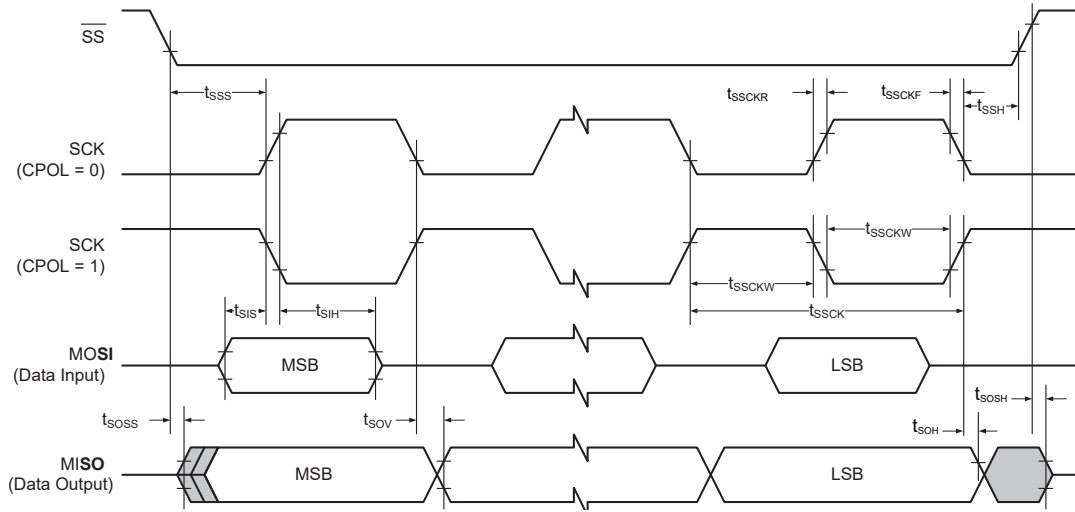 SS
tSSS
tSSCKR
tSSCKF
tSSH
SCK
(CPOL = 0)
SCK
(CPOL = 1)
tSSCKW
tSSCKW
tSIS
tSIH
tSSCK
MOSI
(Data Input)
MSB
LSB
tSOSS
tSOV
tSOH
tSOSH
MISO
(Data Output)
MSB
LSB